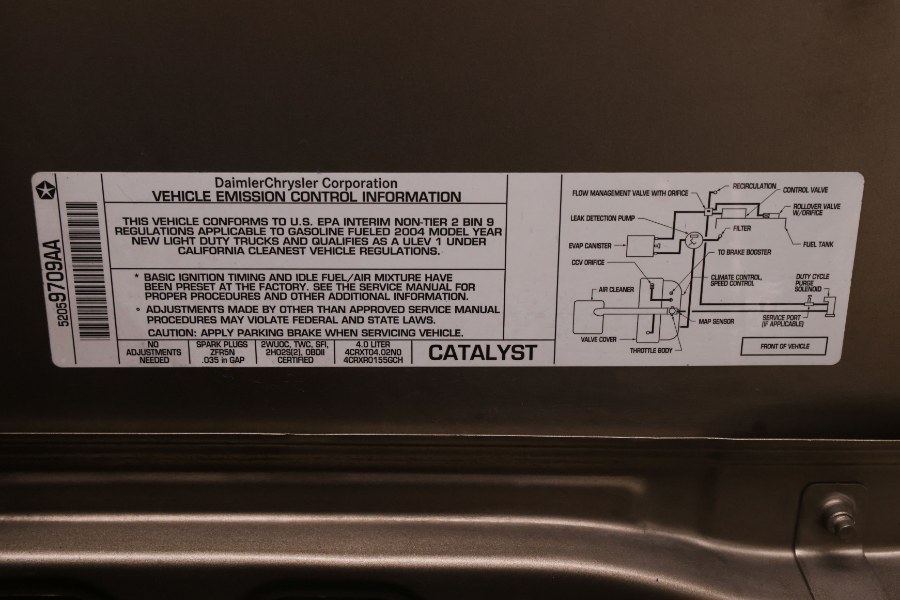 52059709AA
DaimlerChrysler Corporation
VEHICLE EMISSION CONTROL INFORMATION
THIS VEHICLE CONFORMS TO U.S. EPA INTERIM NON-TIER 2 BIN 9
REGULATIONS APPLICABLE TO GASOLINE FUELED 2004 MODEL YEAR
NEW LIGHT DUTY TRUCKS AND QUALIFIES AS A ULEV 1 UNDER
CALIFORNIA CLEANEST VEHICLE REGULATIONS.
* BASIC IGNITION TIMING AND IDLE FUEL/AIR MIXTURE HAVE
BEEN PRESET AT THE FACTORY. SEE THE SERVICE MANUAL FOR
PROPER PROCEDURES AND OTHER ADDITIONAL INFORMATION.
* ADJUSTMENTS MADE BY OTHER THAN APPROVED SERVICE MANUAL
PROCEDURES MAY VIOLATE FEDERAL AND STATE LAWS.
CAUTION: APPLY PARKING BRAKE WHEN SERVICING VEHICLE.
NO
ADJUSTMENTS
NEEDED
SPARK PLUGS
ZFR5N
.035 in GAP
2WUOC, TWC, SFI,
2HO2S(2), OBDII
CERTIFIED
4.0 LITER
4CRXT04.02N0
4CRXR0155GCH
CATALYST
FLOW MANAGEMENT VALVE WITH ORIFICE
RECIRCULATION
CONTROL VALVE
ROLLOVER VALVE
W/ORIFICE
LEAK DETECTION PUMP
FILTER
FUEL TANK
EVAP CANISTER
TO BRAKE BOOSTER
CCV ORIFICE
CLIMATE CONTROL,
SPEED CONTROL
DUTY CYCLE
PURGE
SOLENOID
AIR CLEANER
MAP SENSOR
SERVICE PORT
(IF APPLICABLE)
VALVE COVER
THROTTLE BODY
FRONT OF VEHICLE